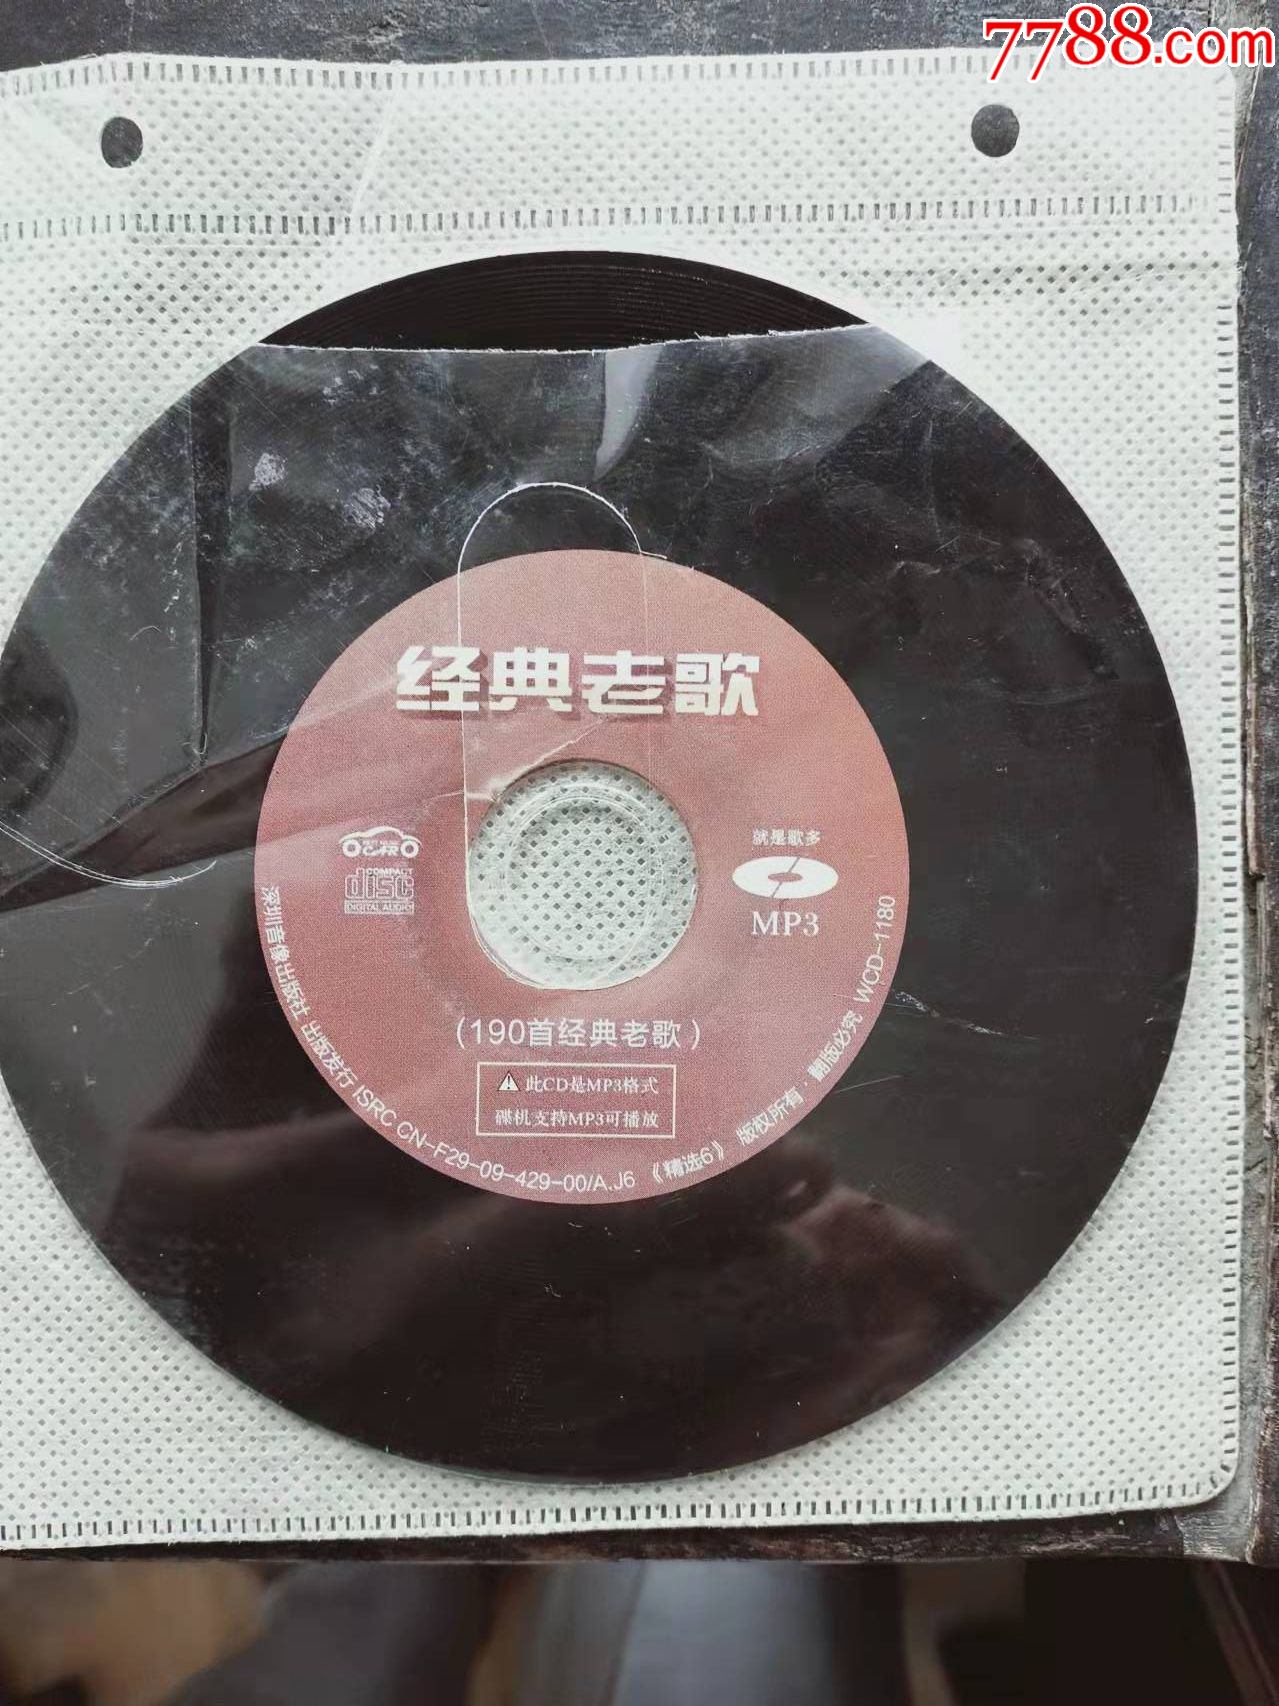 7788.com
经典老歌
CAR
COMPACT
disc
DIGITAL AUDIO
就是歌多
MP3
(190首经典老歌)
此CD是MP3格式
碟机支持MP3可播放
深圳音像出版社 出版发行 ISRC CN-F29-09-429-00/A.J6 《精选6》 版权所有·翻版必究 WCD-1180